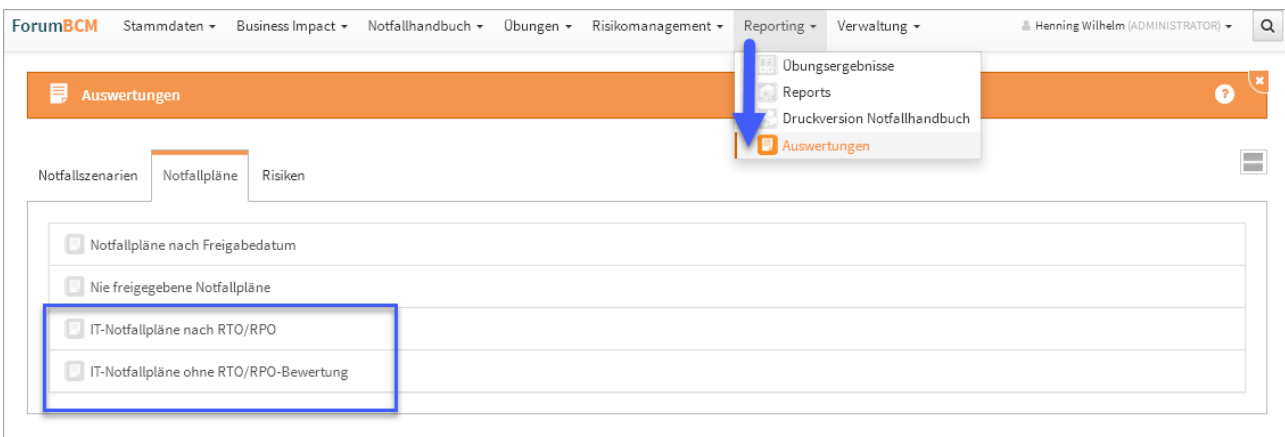 ForumBCM Stammdaten Business Impact Notfallhandbuch Übungen Risikomanagement Reporting Verwaltung Henning Wilhelm (ADMINISTRATOR)
Übungsergebnisse
Reports
Druckversion Notfallhandbuch
Auswertungen
Auswertungen
Notfallszenarien Notfallpläne Risiken
Notfallpläne nach Freigabedatum
Nie freigegebene Notfallpläne
IT-Notfallpläne nach RTO/RPO
IT-Notfallpläne ohne RTO/RPO-Bewertung